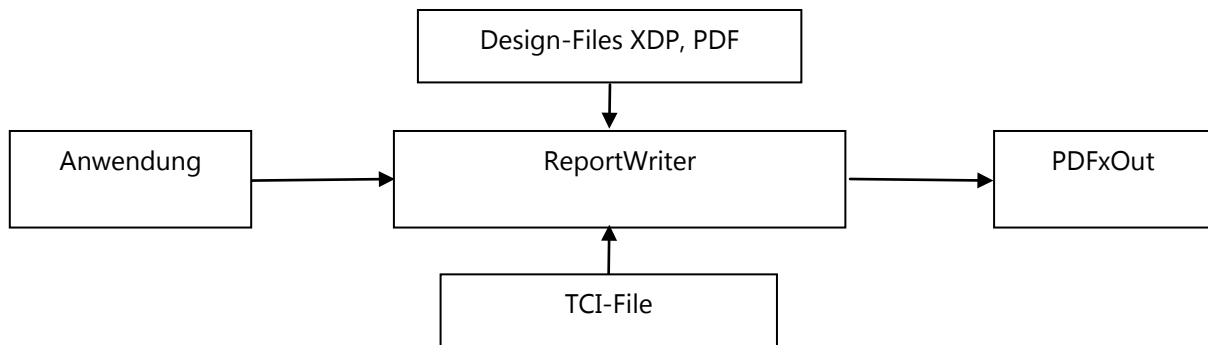 Design-Files XDP, PDF
Anwendung
ReportWriter
PDFxOut
TCI-File